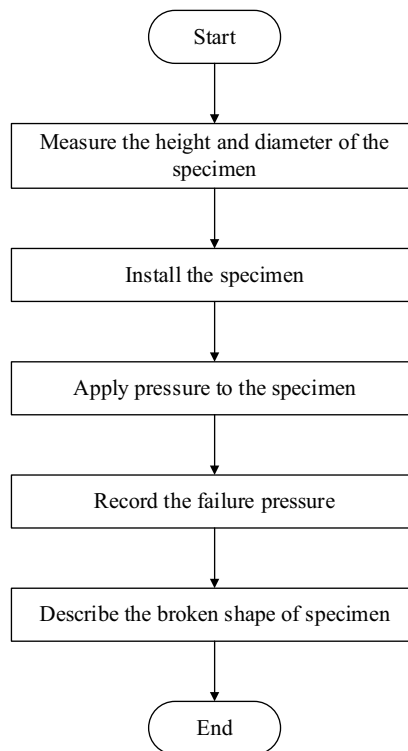 Start
Measure the height and diameter of the
specimen
Install the specimen
Apply pressure to the specimen
Record the failure pressure
Describe the broken shape of specimen
End